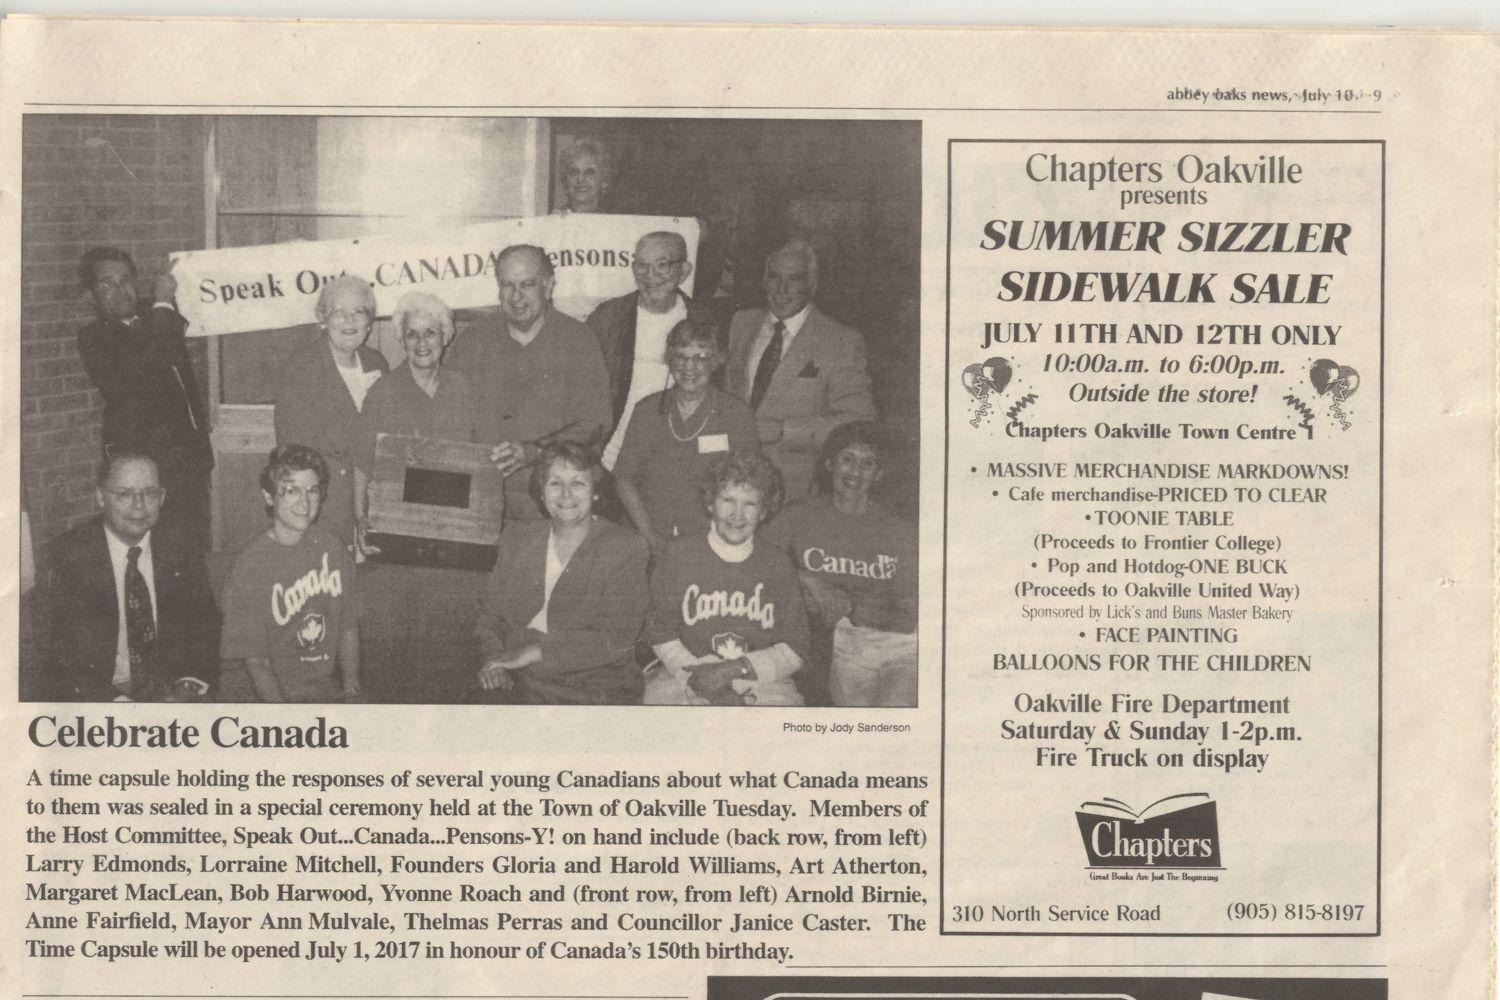 abbey oaks news, July 10 9
Speak Out...CANADA
ensons
Canada
Canada
Canada
Photo by Jody Sanderson
Celebrate Canada
A time capsule holding the responses of several young Canadians about what Canada means
to them was sealed in a special ceremony held at the Town of Oakville Tuesday. Members of
the Host Committee, Speak Out...Canada...Pensons-Y! on hand include (back row, from left)
Larry Edmonds, Lorraine Mitchell, Founders Gloria and Harold Williams, Art Atherton,
Margaret MacLean, Bob Harwood, Yvonne Roach and (front row, from left) Arnold Birnie,
Anne Fairfield, Mayor Ann Mulvale, Thelmas Perras and Councillor Janice Caster. The
Time Capsule will be opened July 1, 2017 in honour of Canada's 150th birthday.
Chapters Oakville
presents
SUMMER SIZZLER
SIDEWALK SALE
JULY 11TH AND 12TH ONLY
10:00a.m. to 6:00p.m.
Outside the store!
Chapters Oakville Town Centre 1
• MASSIVE MERCHANDISE MARKDOWNS!
• Cafe merchandise-PRICED TO CLEAR
• TOONIE TABLE
(Proceeds to Frontier College)
• Pop and Hotdog-ONE BUCK
(Proceeds to Oakville United Way)
Sponsored by Lick's and Buns Master Bakery
• FACE PAINTING
BALLOONS FOR THE CHILDREN
Oakville Fire Department
Saturday & Sunday 1-2p.m.
Fire Truck on display
Chapters
Great Books Are Just The Beginning
310 North Service Road (905) 815-8197